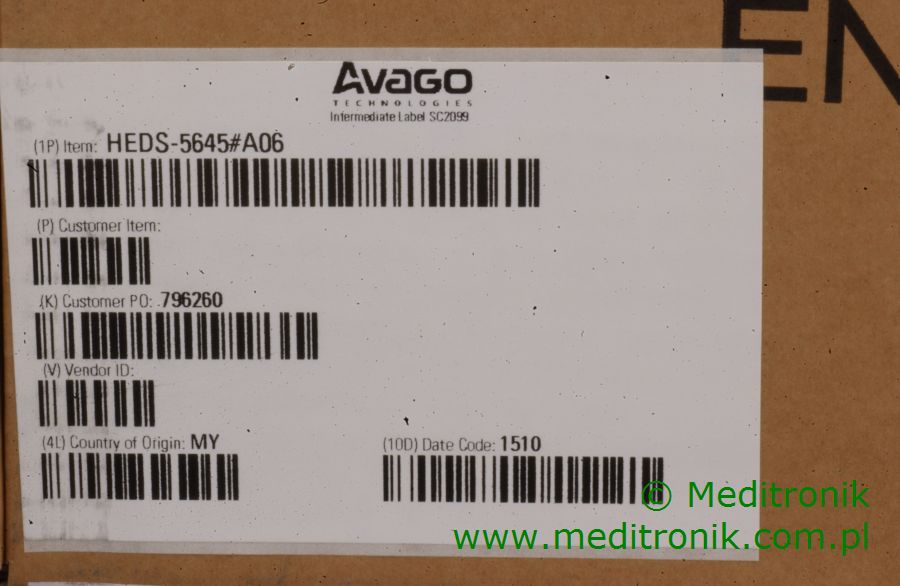 EN
AVAGO
TECHNOLOGIES
Intermediate Label SC2099
(1P) Item: HEDS-5645#A06
(P) Customer Item:
(K) Customer PO: 796260
(V) Vendor ID:
(4L) Country of Origin: MY
(10D) Date Code: 1510
© Meditronik
www.meditronik.com.pl